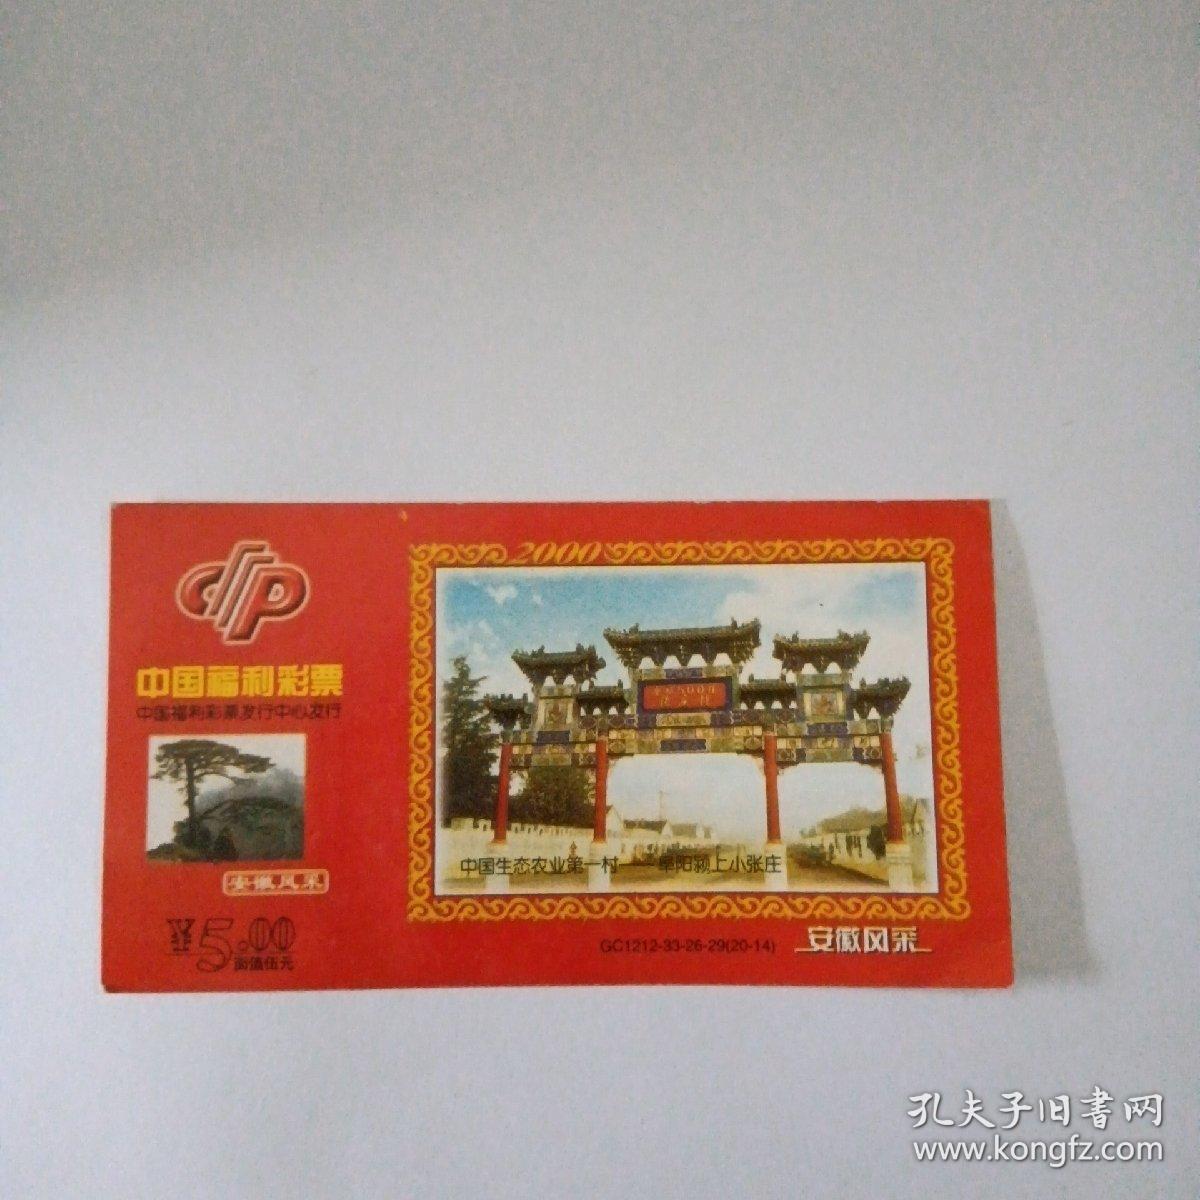 中国福利彩票
中国福利彩票发行中心发行
安徽风采
¥5.00
面值伍元
2000
中国生态农业第一村——阜阳颍上小张庄
GC1212-33-26-29(20-14)
安徽风采
孔夫子旧书网
www.kongfz.com